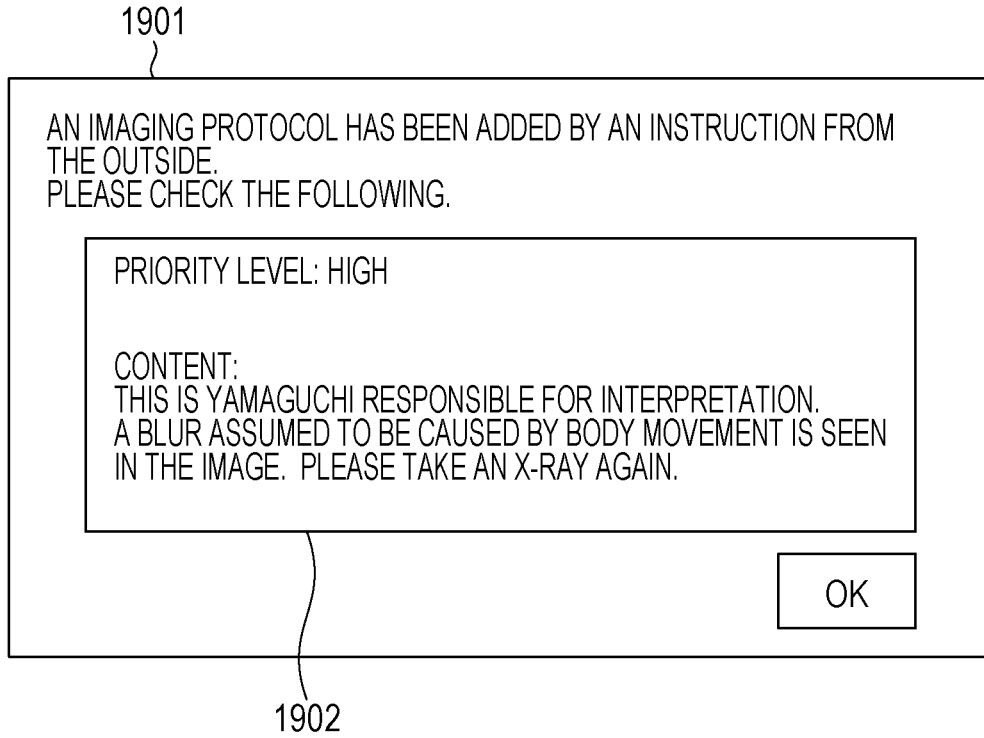 1901
AN IMAGING PROTOCOL HAS BEEN ADDED BY AN INSTRUCTION FROM
THE OUTSIDE.
PLEASE CHECK THE FOLLOWING.
PRIORITY LEVEL: HIGH
CONTENT:
THIS IS YAMAGUCHI RESPONSIBLE FOR INTERPRETATION.
A BLUR ASSUMED TO BE CAUSED BY BODY MOVEMENT IS SEEN
IN THE IMAGE. PLEASE TAKE AN X-RAY AGAIN.
OK
1902